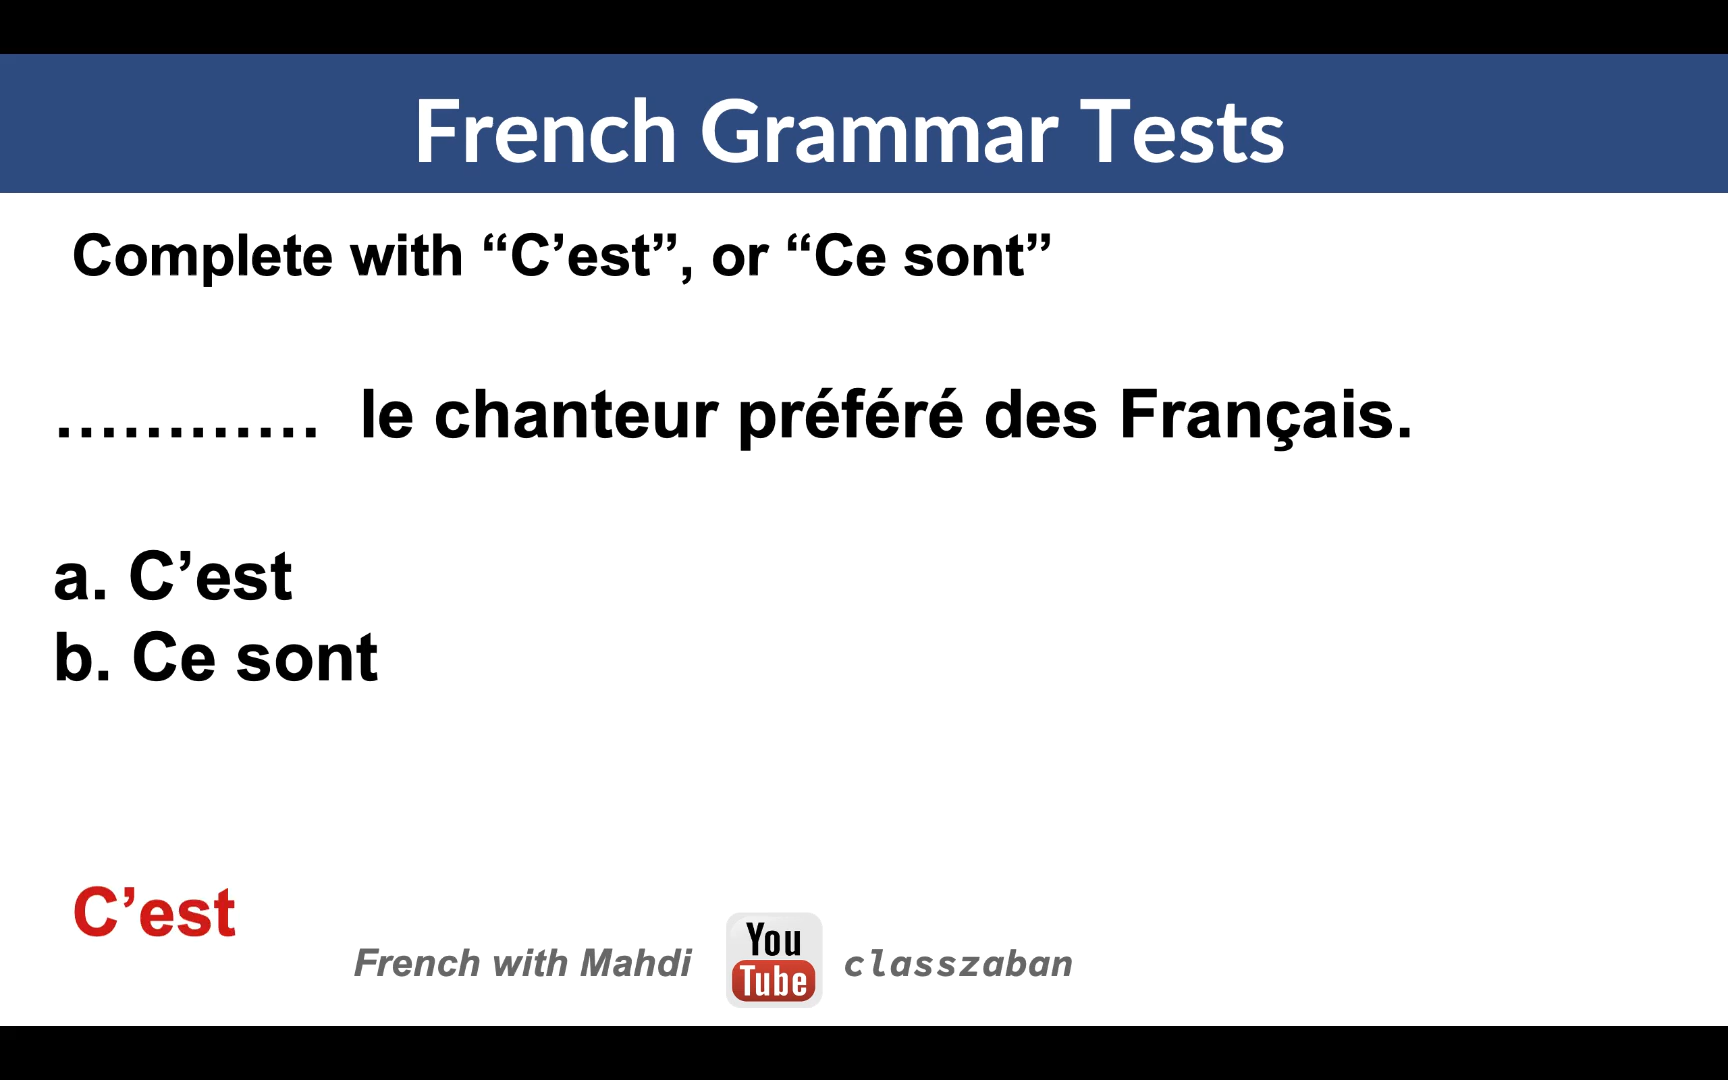 French Grammar Tests
Complete with “C’est”, or “Ce sont”
………… le chanteur préféré des Français.
a. C’est
b. Ce sont
C’est
French with Mahdi
You
Tube
classzaban